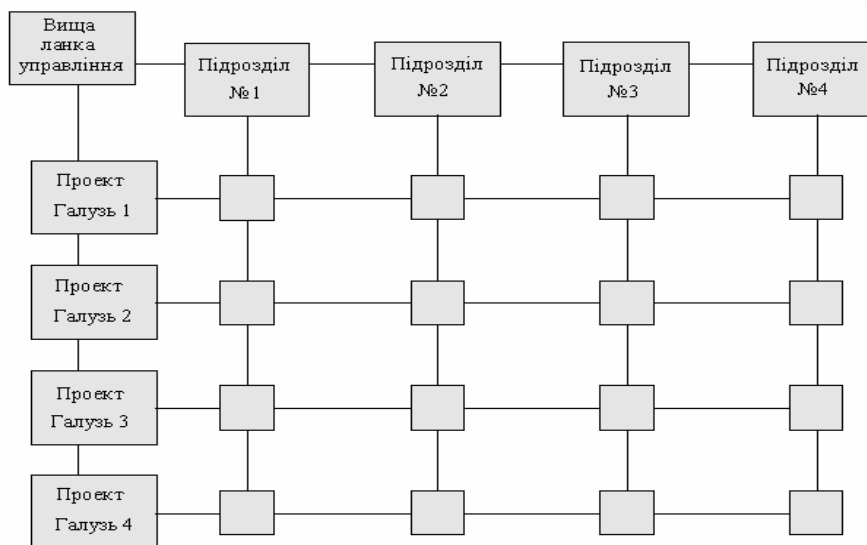 Вища
ланка
управління
Підрозділ
№1
Підрозділ
№2
Підрозділ
№3
Підрозділ
№4
Проект
Галузь 1
Проект
Галузь 2
Проект
Галузь 3
Проект
Галузь 4